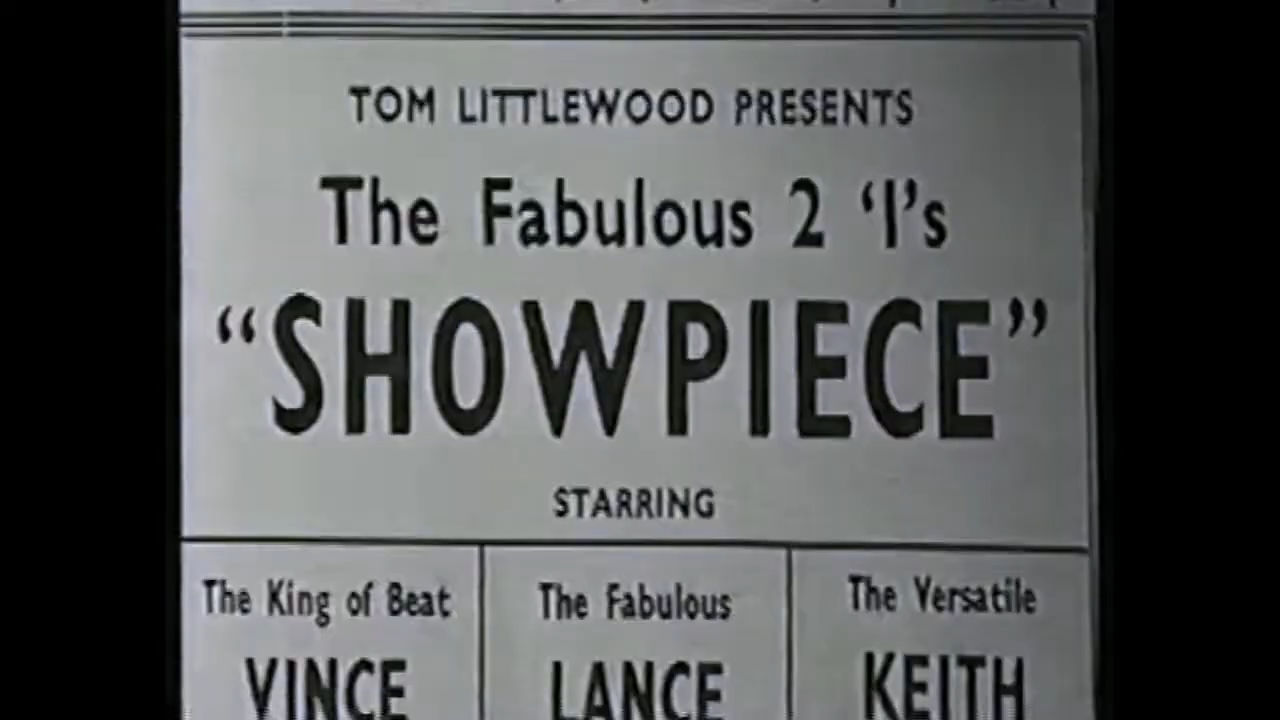 TOM LITTLEWOOD PRESENTS
The Fabulous 2 ‘I’s
“SHOWPIECE”
STARRING
The King of Beat
VINCE
The Fabulous
LANCE
The Versatile
KEITH